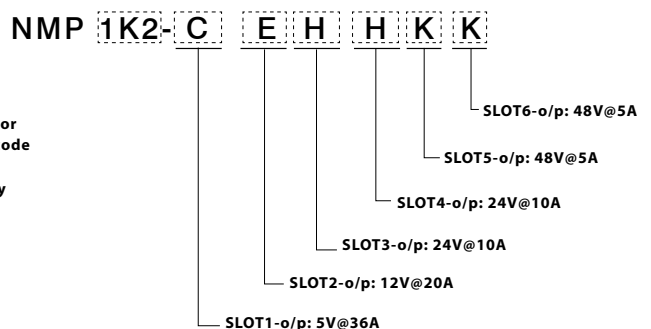 NMP 1K2-C E H H K K
SLOT6-o/p: 48V@5A
or
ode
SLOT5-o/p: 48V@5A
y
SLOT4-o/p: 24V@10A
SLOT3-o/p: 24V@10A
SLOT2-o/p: 12V@20A
SLOT1-o/p: 5V@36A